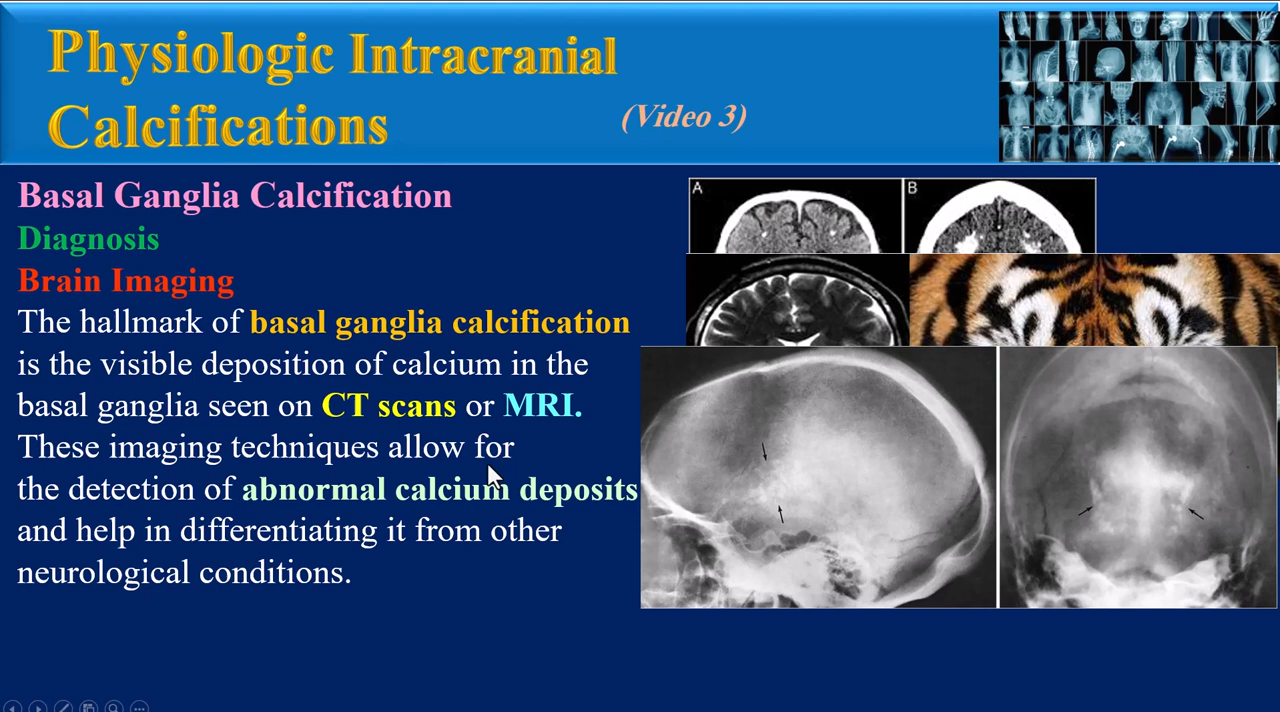 Physiologic Intracranial
Calcifications
(Video 3)
Basal Ganglia Calcification
Diagnosis
Brain Imaging
The hallmark of basal ganglia calcification
is the visible deposition of calcium in the
basal ganglia seen on CT scans or MRI.
These imaging techniques allow for
the detection of abnormal calcium deposits
and help in differentiating it from other
neurological conditions.
A
B